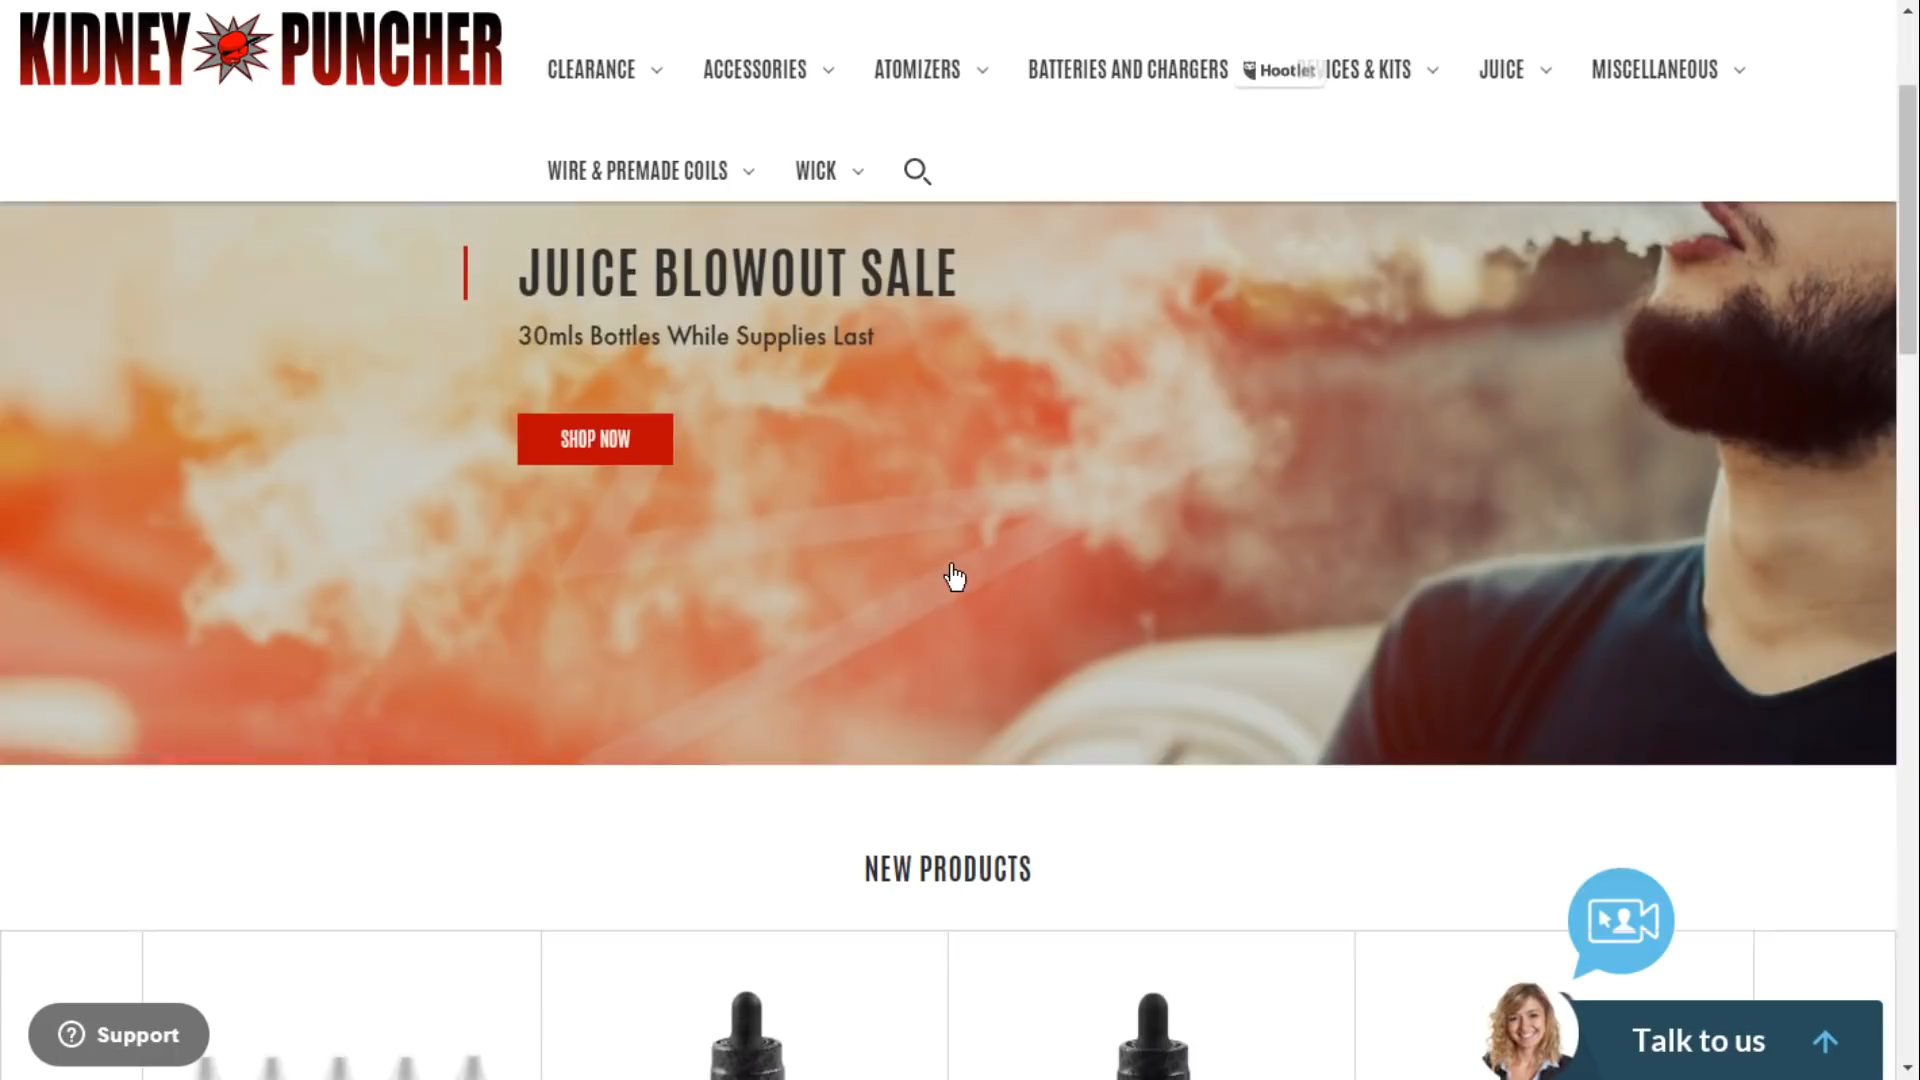 KIDNEY PUNCHER
CLEARANCE
ACCESSORIES
ATOMIZERS
BATTERIES AND CHARGERS
Hootlet
ICES & KITS
JUICE
MISCELLANEOUS
WIRE & PREMADE COILS
WICK
JUICE BLOWOUT SALE
30mls Bottles While Supplies Last
SHOP NOW
NEW PRODUCTS
Support
Talk to us